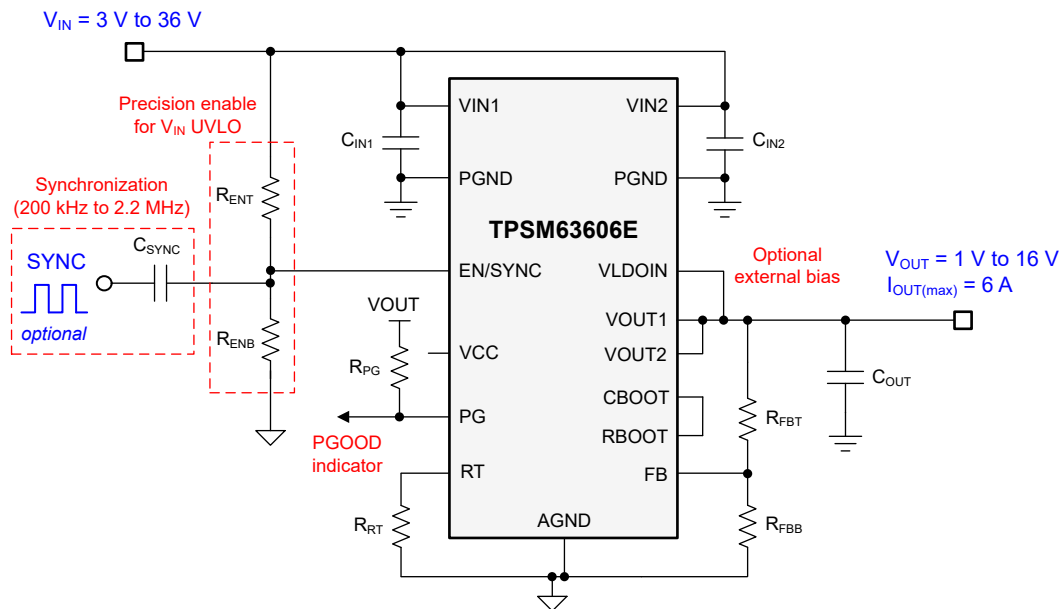 VIN = 3 V to 36 V
Precision enable
for VIN UVLO
Synchronization
(200 kHz to 2.2 MHz)
SYNC
optional
CSYNC
RENT
RENB
CIN1
CIN2
VIN1
VIN2
PGND
PGND
TPSM63606E
EN/SYNC
VLDOIN
VOUT1
VOUT2
VCC
CBOOT
RBOOT
PG
RT
FB
AGND
VOUT
RPG
PGOOD
indicator
RRT
Optional
external bias
VOUT = 1 V to 16 V
IOUT(max) = 6 A
COUT
RFBT
RFBB